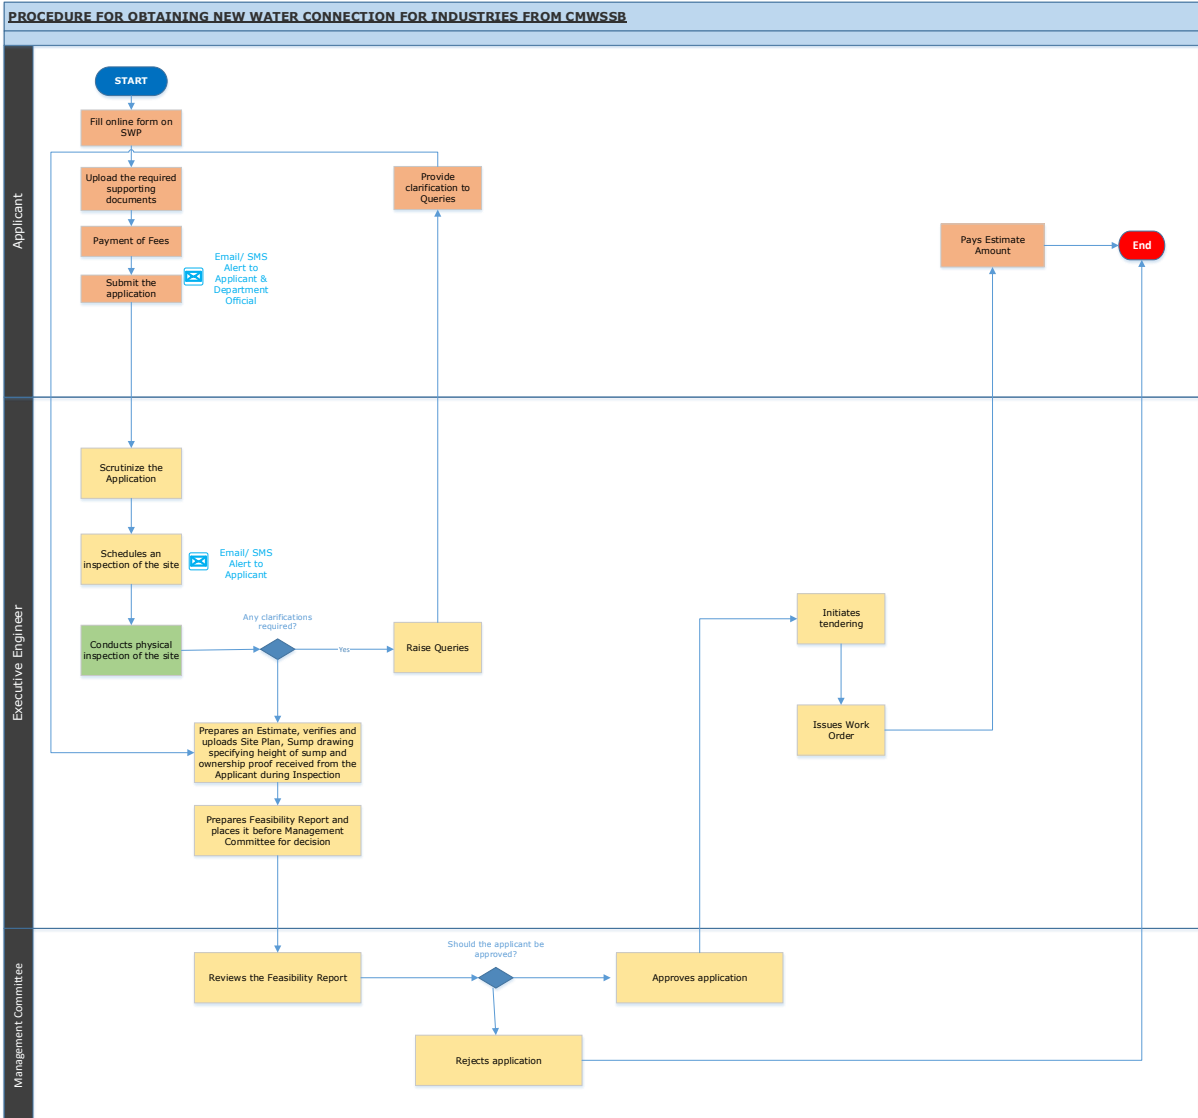 PROCEDURE FOR OBTAINING NEW WATER CONNECTION FOR INDUSTRIES FROM CMWSSB
Applicant
START
Fill online form on
SWP
Upload the required
supporting
documents
Payment of Fees
Submit the
application
Email/ SMS
Alert to
Applicant &
Department
Official
Provide
clarification to
Queries
Pays Estimate
Amount
End
Executive Engineer
Scrutinize the
Application
Schedules an
inspection of the site
Email/ SMS
Alert to
Applicant
Conducts physical
inspection of the site
Any clarifications
required?
Yes
Raise Queries
Prepares an Estimate, verifies and
uploads Site Plan, Sump drawing
specifying height of sump and
ownership proof received from the
Applicant during Inspection
Prepares Feasibility Report and
places it before Management
Committee for decision
Initiates
tendering
Issues Work
Order
Management Committee
Reviews the Feasibility Report
Should the applicant be
approved?
Approves application
Rejects application